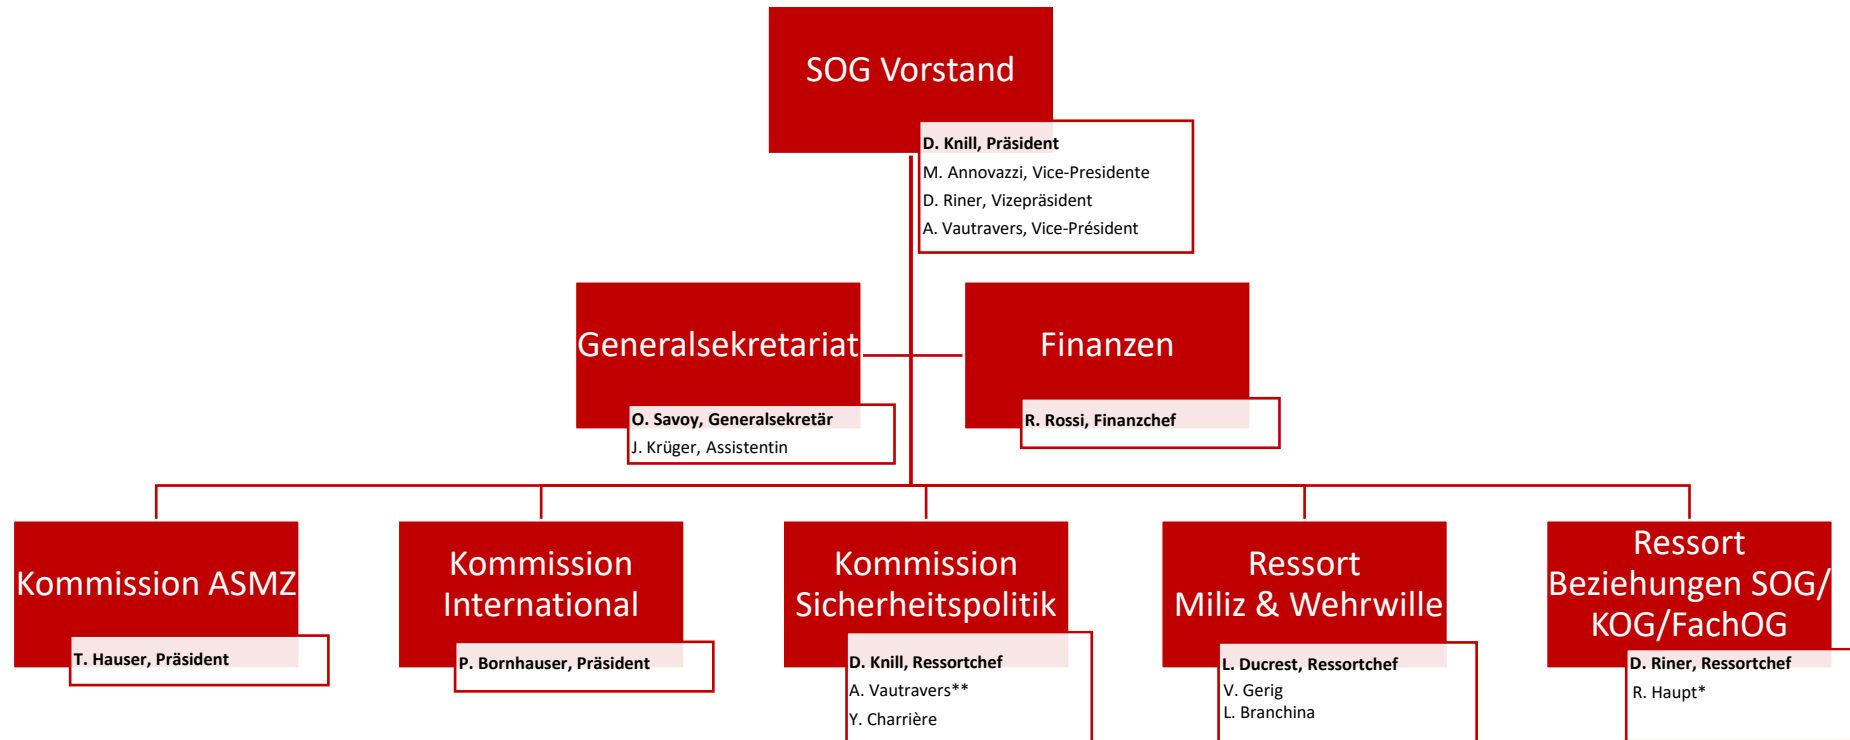 SOG Vorstand
D. Knill, Präsident
M. Annovazzi, Vice-Presidente
D. Riner, Vizepräsident
A. Vautravers, Vice-Président
Generalsekretariat
O. Savoy, Generalsekretär
J. Krüger, Assistentin
Finanzen
R. Rossi, Finanzchef
Kommission ASMZ
T. Hauser, Präsident
Kommission
International
P. Bornhauser, Präsident
Kommission
Sicherheitspolitik
D. Knill, Ressortchef
A. Vautravers**
Y. Charrière
Ressort
Miliz & Wehrwille
L. Ducrest, Ressortchef
V. Gerig
L. Branchina
Ressort
Beziehungen SOG/
KOG/FachOG
D. Riner, Ressortchef
R. Haupt*